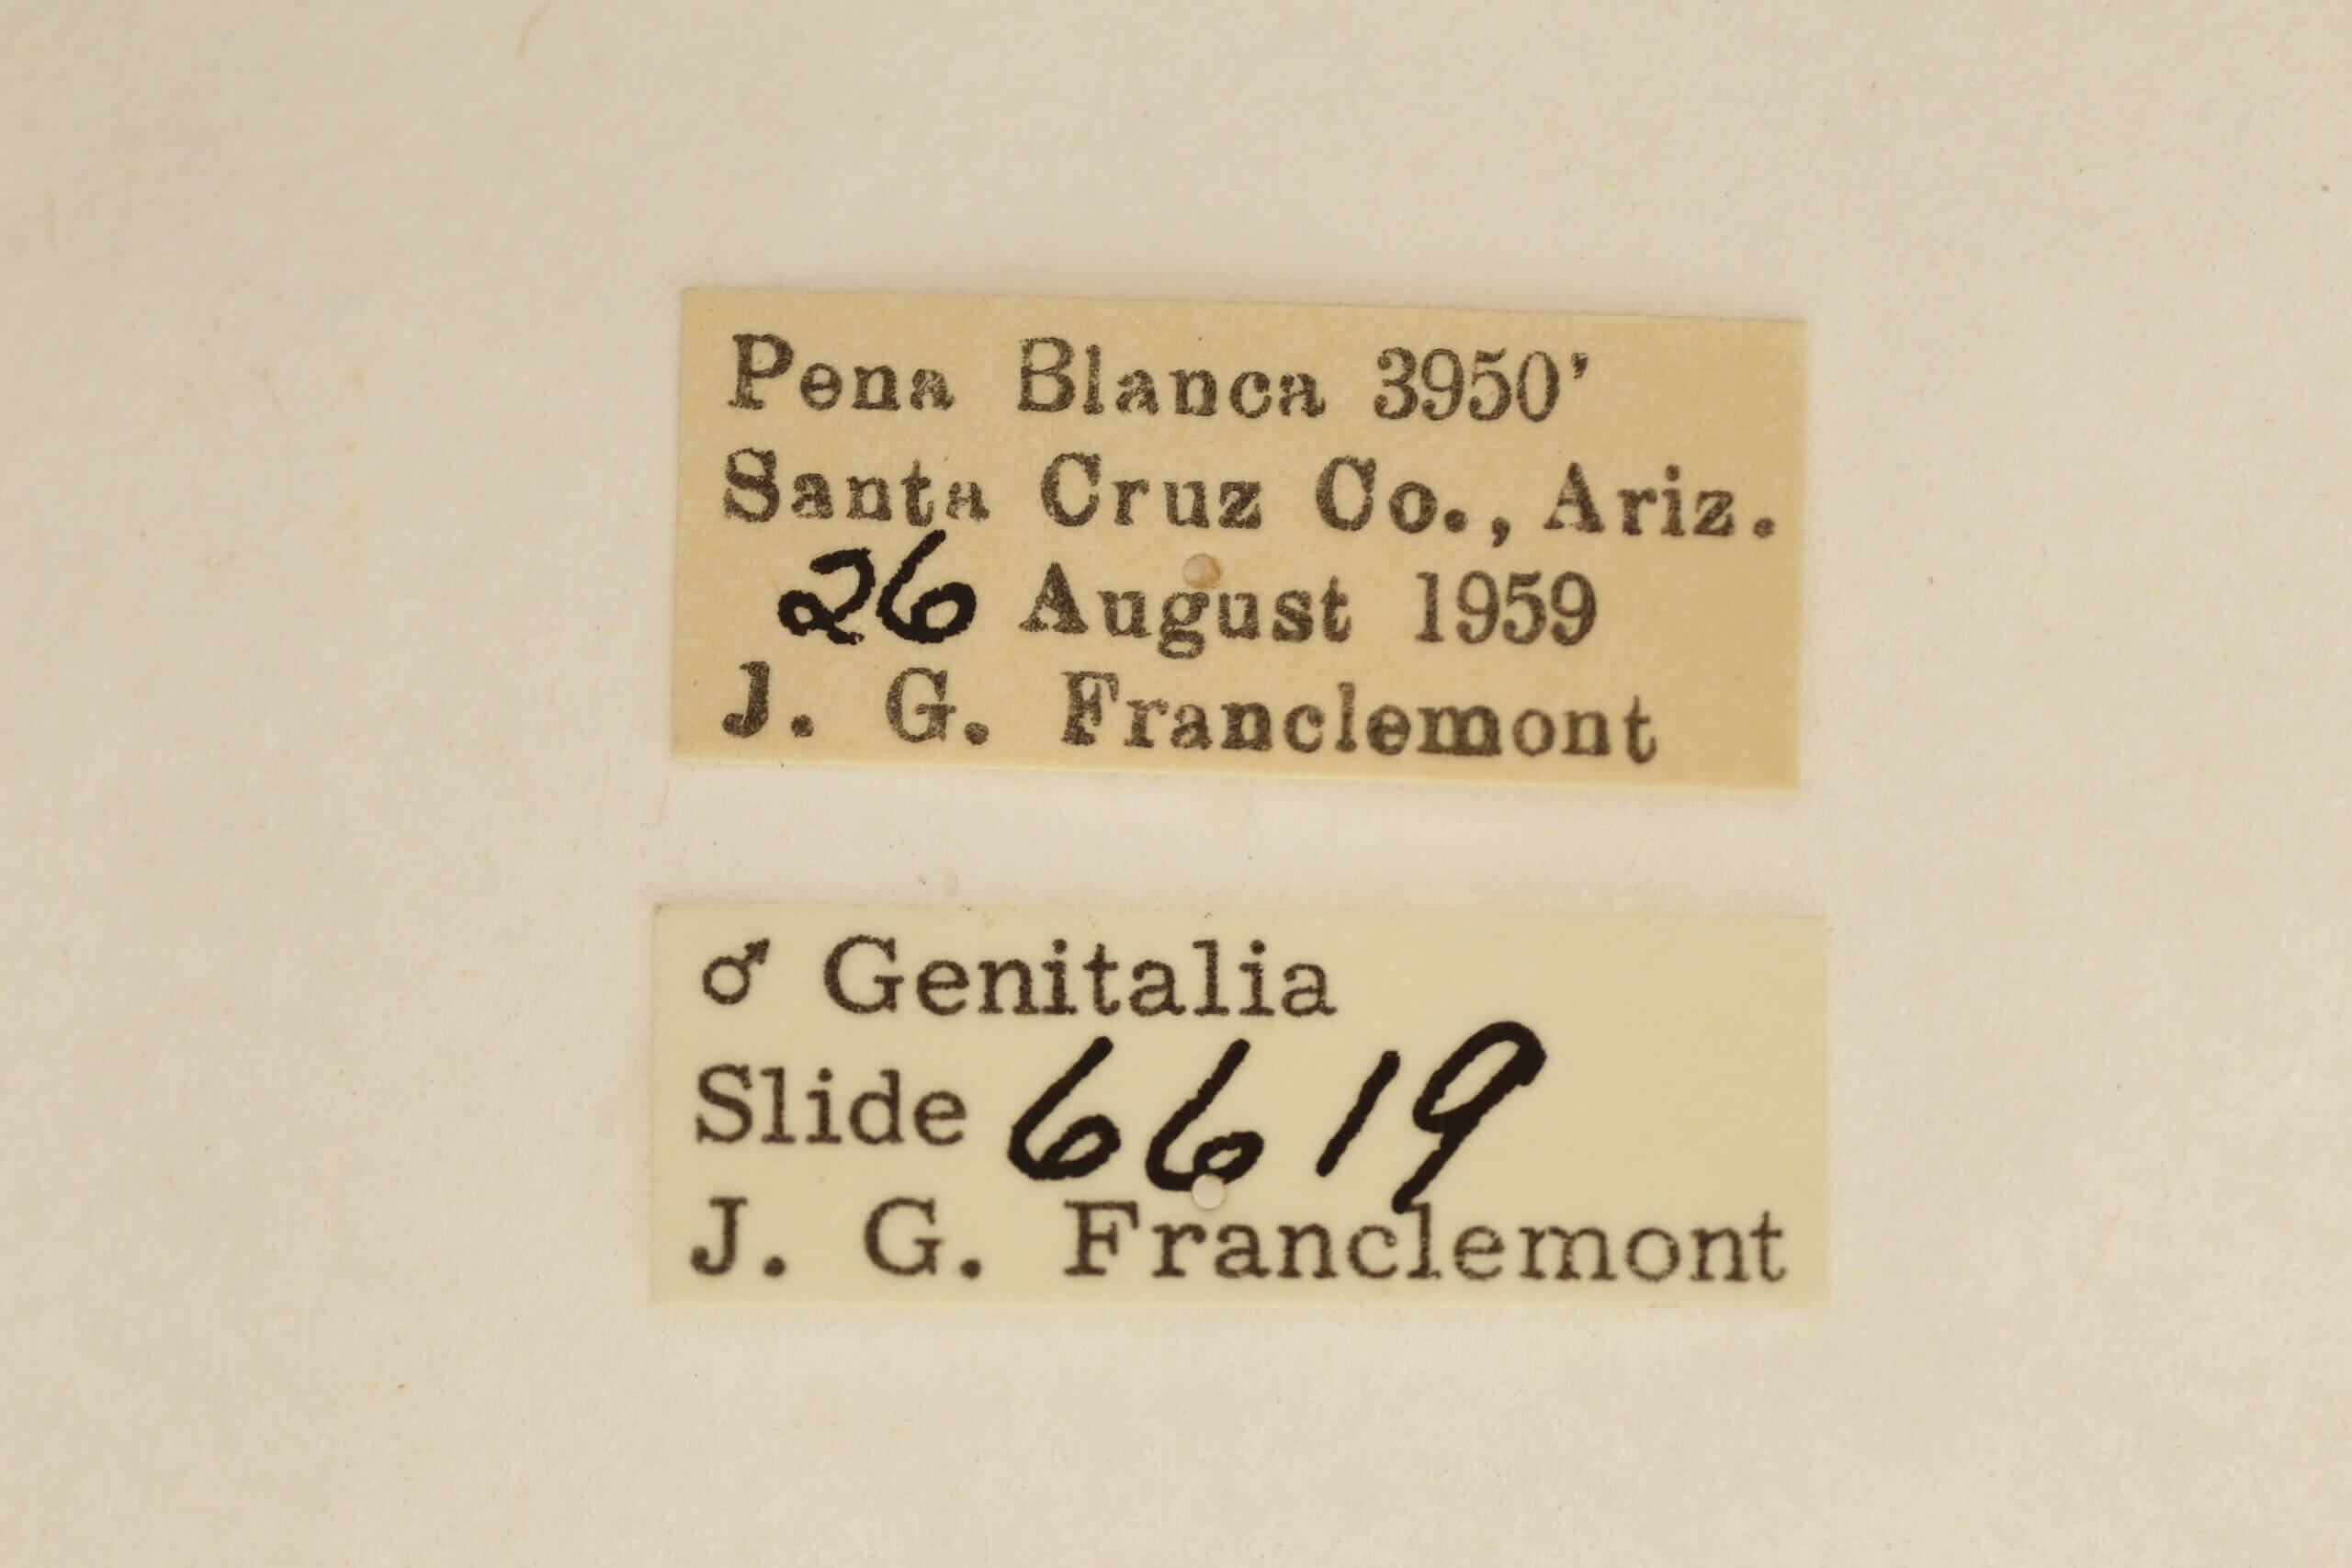 Pena Blanca 3950'
Santa Cruz Co., Ariz.
26 August 1959
J. G. Franclemont
♂ Genitalia
Slide 6619
J. G. Franclemont